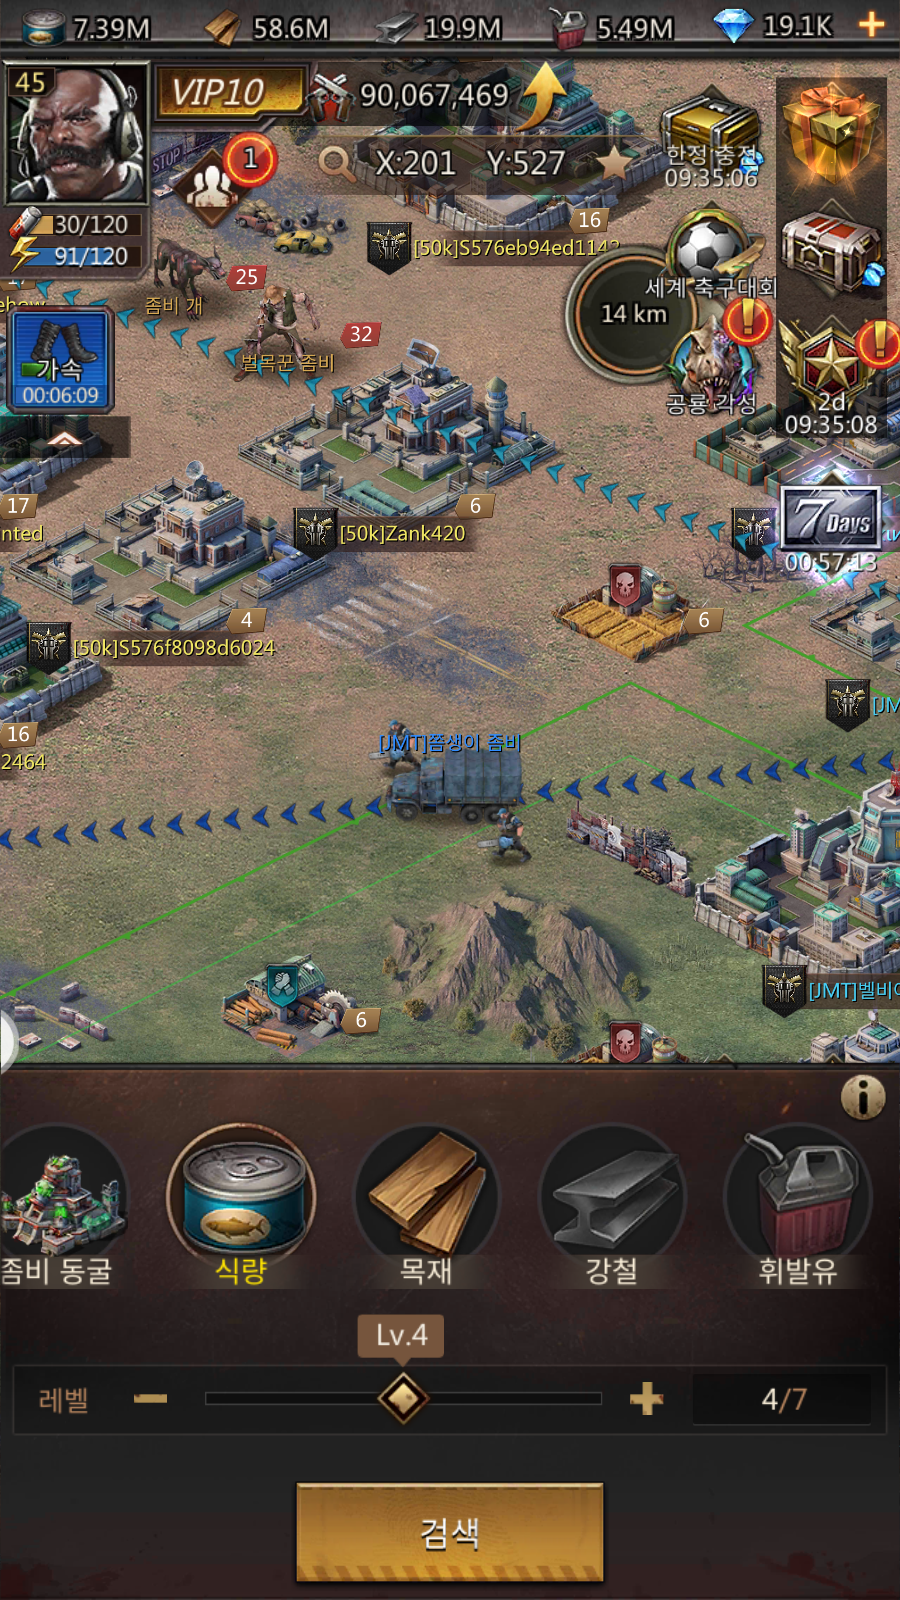 7.39M 58.6M 19.9M 5.49M 19.1K
45
VIP10
90,067,469
STOP
1
X:201 Y:527
한정 충전
09:35:06
30/120
91/120
16
[50k]S576eb94ed1142
25
좀비 개
세계 축구대회
14 km
32
벌목꾼 좀비
가속
00:06:09
공룡 각성
2d
09:35:08
17
nted
6
[50k]Zank420
7 Days
00:57:13
4
[50k]S576f8098d6024
6
16
2464
[JM
[JMT]쫌생이 좀비
[JMT]벨비
6
좀비 동굴
식량
목재
강철
휘발유
Lv.4
레벨
4/7
검색